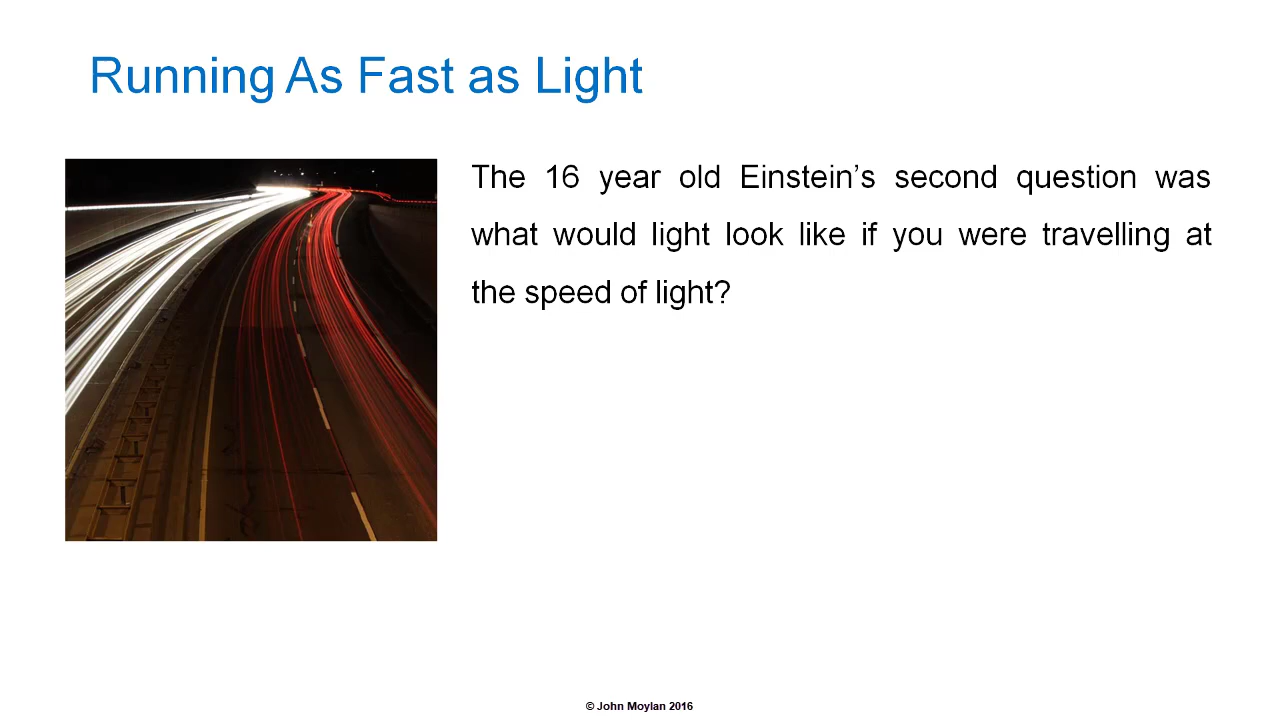 Running As Fast as Light
The 16 year old Einstein’s second question was
what would light look like if you were travelling at
the speed of light?
© John Moylan 2016